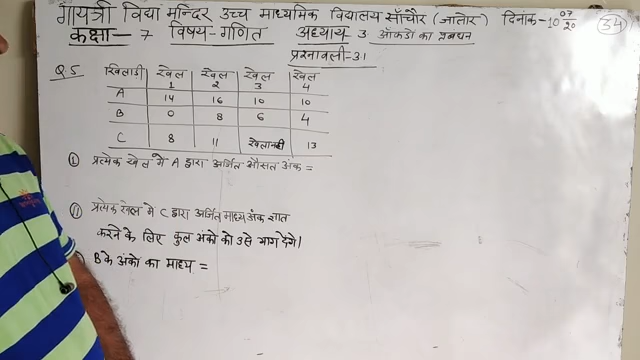 गायत्री विद्या मन्दिर उच्च माध्यमिक विद्यालय साँचौर (जालोर) दिनांक-10 07/20 (34)
कक्षा- 7 विषय-गणित अध्याय 3 आँकडो का प्रबंधन
प्रश्नावली-3.1
Q.5 खिलाडी खेल 1 खेल 2 खेल 3 खेल 4
A 14 16 10 10
B 0 8 6 4
C 8 11 खेला नही 13
(I) प्रत्येक खेल मे A द्वारा अर्जित औसत अंक =
(II) प्रत्येक खेल मे C द्वारा अर्जित माध्य अंक ज्ञात
करने के लिए कुल अंको को 3 से भाग देगे।
B के अंको का माध्य =